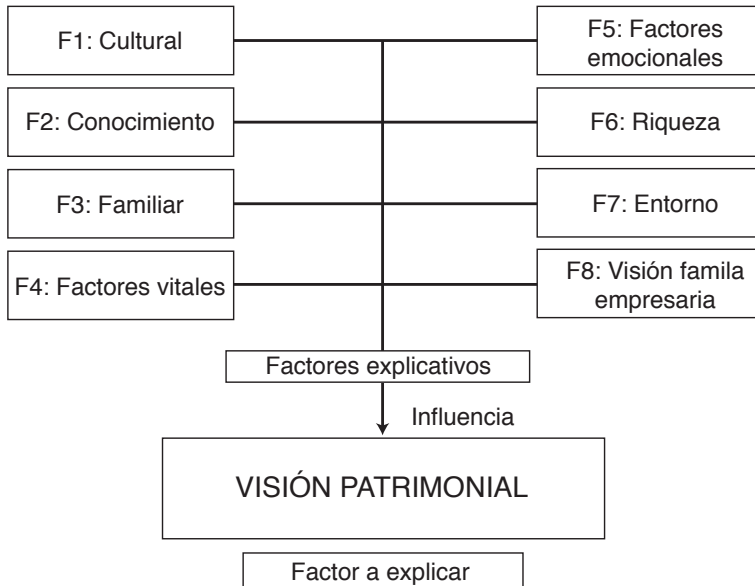 F1: Cultural
F5: Factores
emocionales
F2: Conocimiento
F6: Riqueza
F3: Familiar
F7: Entorno
F4: Factores vitales
F8: Visión famila
empresaria
Factores explicativos
Influencia
VISIÓN PATRIMONIAL
Factor a explicar